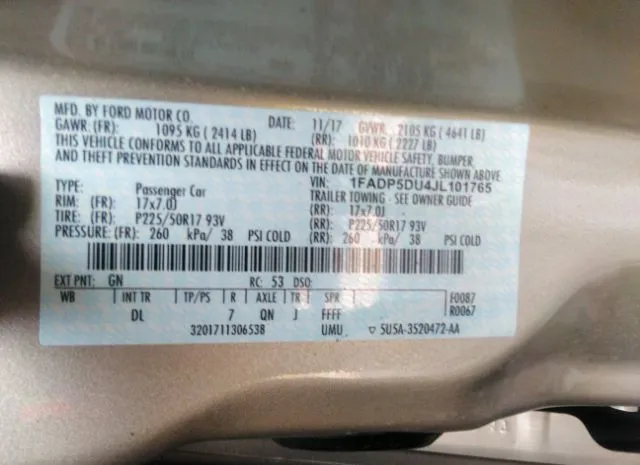 MFD. BY FORD MOTOR CO.
DATE: 11/17 GVWR: 2105 KG ( 4641 LB)
GAWR: (FR): 1095 KG ( 2414 LB) (RR): 1010 KG ( 2227 LB)
THIS VEHICLE CONFORMS TO ALL APPLICABLE FEDERAL MOTOR VEHICLE SAFETY, BUMPER,
AND THEFT PREVENTION STANDARDS IN EFFECT ON THE DATE OF MANUFACTURE SHOWN ABOVE.
VIN: 1FADP5DU4JL101765
TYPE: Passenger Car TRAILER TOWING - SEE OWNER GUIDE
RIM: (FR): 17x7.0J (RR): 17x7.0J
TIRE: (FR): P225/50R17 93V (RR): P225/50R17 93V
PRESSURE: (FR): 260 kPa/ 38 PSI COLD (RR): 260 kPa/ 38 PSI COLD
EXT PNT: GN RC: 53 DSO:
WB INT TR TP/PS R AXLE TR SPR F0087
DL 7 QN J FFFF R0067
3201711306538 UMU ▽ 5U5A-3520472-AA